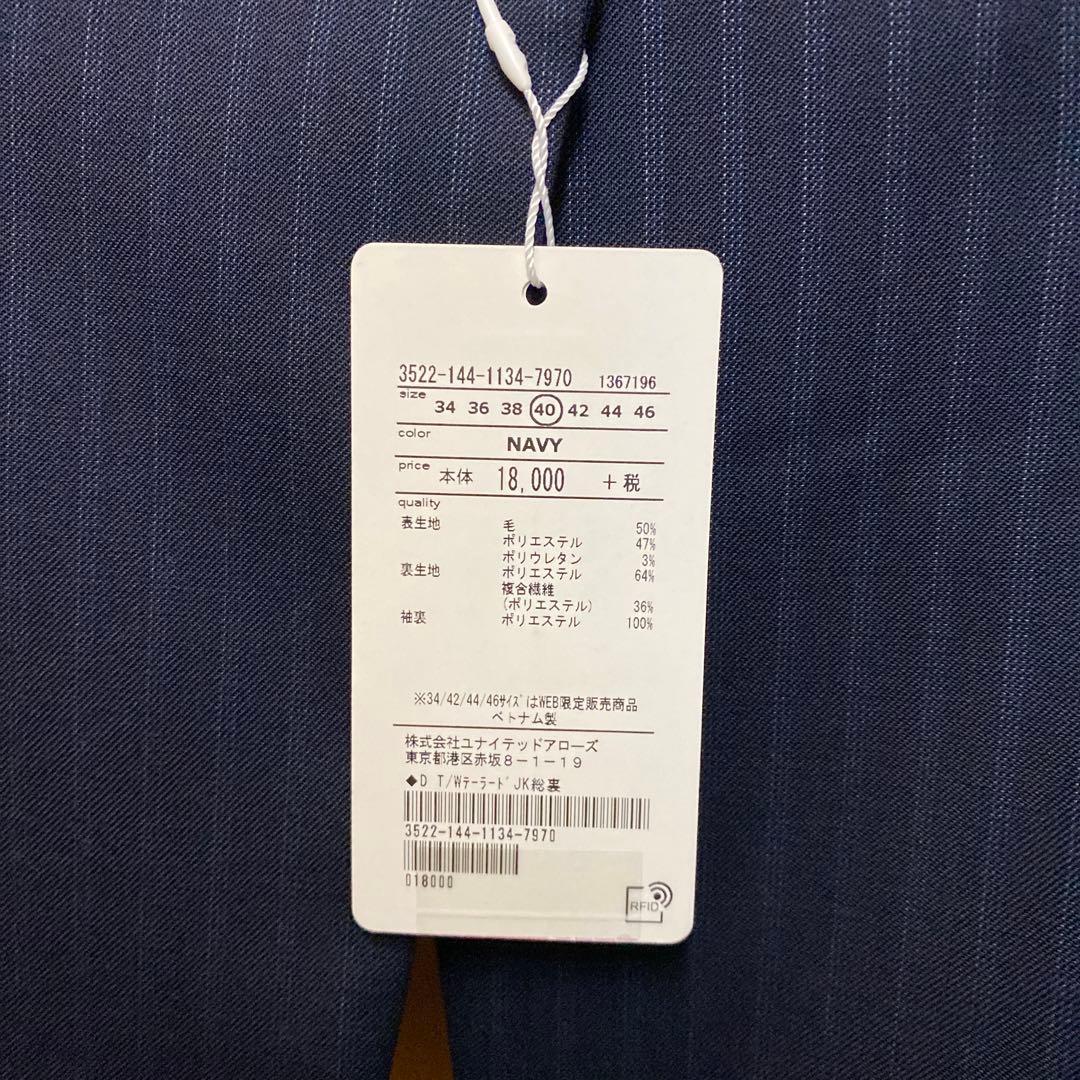 3522-144-1134-7970 1367196
size 34 36 38 40 42 44 46
color NAVY
price 本体 18,000 +税
quality
表生地 毛 50%
ポリエステル 47%
ポリウレタン 3%
裏生地 ポリエステル 64%
複合繊維
(ポリエステル) 36%
袖裏 ポリエステル 100%
※34/42/44/46ｻｲｽﾞはWEB限定販売商品
ベトナム製
株式会社ユナイテッドアローズ
東京都港区赤坂8－1－19
◆D T/WﾃｰﾗｰﾄﾞJK総裏
3522-144-1134-7970
018000
RFID